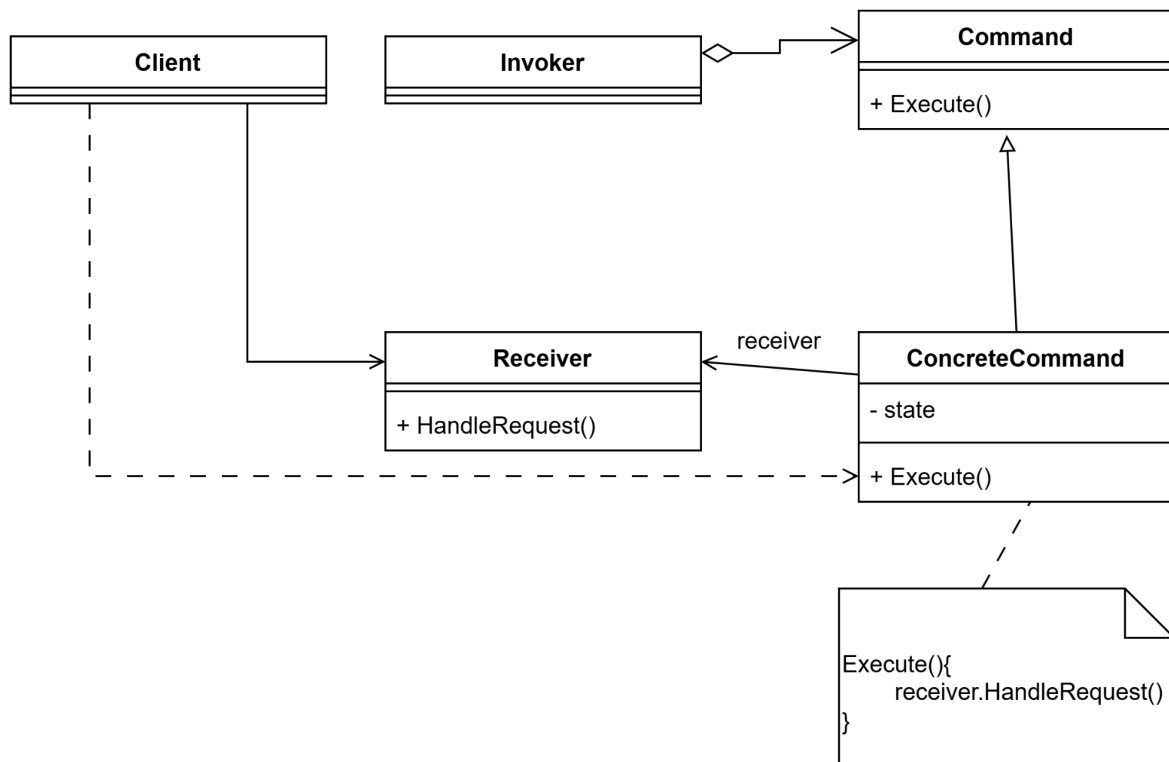 Client
Invoker
Command
+ Execute()
Receiver
+ HandleRequest()
receiver
ConcreteCommand
- state
+ Execute()
Execute(){
receiver.HandleRequest()
}